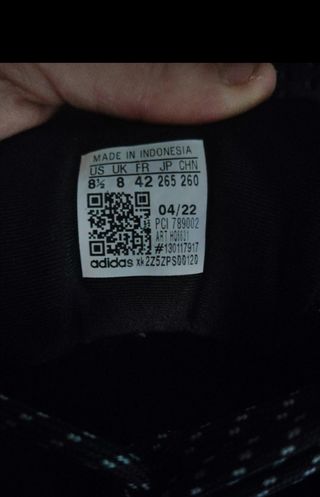 MADE IN INDONESIA
US UK FR JP CHN
8½ 8 42 265 260
04/22
PCI 789002
ART HQ6631
#130117917
adidas xk2Z5ZPS00120